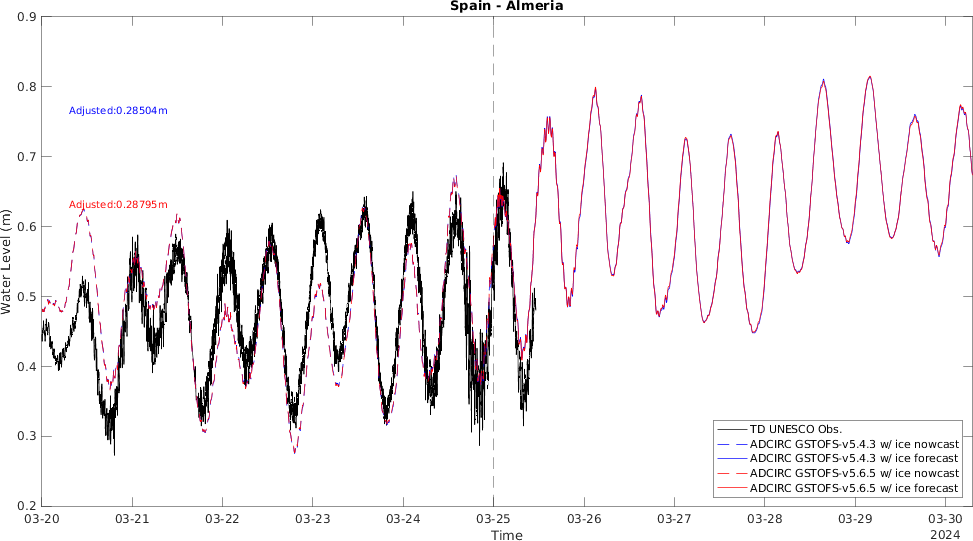 Spain - Almeria
0.9
0.8
0.7
0.6
0.5
0.4
0.3
0.2
Water Level (m)
Adjusted:0.28504m
Adjusted:0.28795m
TD UNESCO Obs.
ADCIRC GSTOFS-v5.4.3 w/ ice nowcast
ADCIRC GSTOFS-v5.4.3 w/ ice forecast
ADCIRC GSTOFS-v5.6.5 w/ ice nowcast
ADCIRC GSTOFS-v5.6.5 w/ ice forecast
03-20 03-21 03-22 03-23 03-24 03-25 03-26 03-27 03-28 03-29 03-30
Time
2024